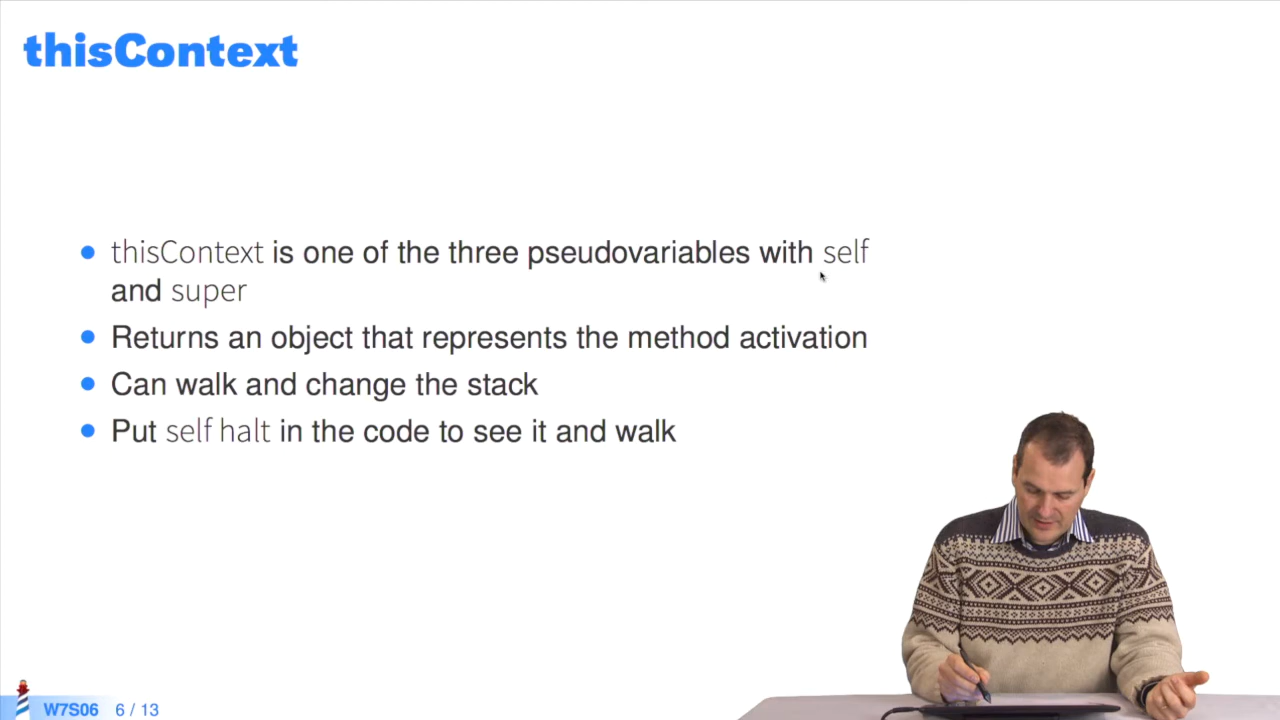 thisContext
thisContext is one of the three pseudovariables with self
and super
Returns an object that represents the method activation
Can walk and change the stack
Put self halt in the code to see it and walk
W7S06 6 / 13